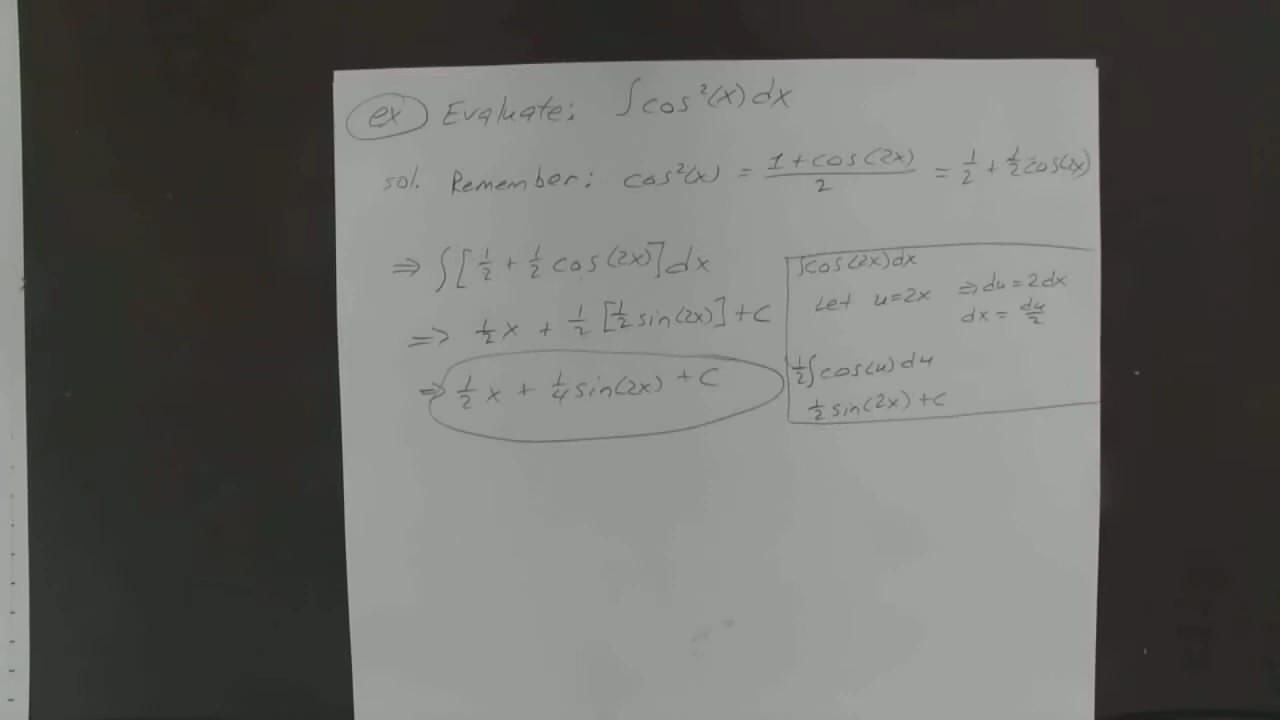 ex Evaluate: ∫cos²(x)dx
sol. Remember: cos²(x) = 1+cos(2x)/2 = 1/2 + 1/2 cos(2x)
⇒ ∫[1/2 + 1/2 cos(2x)]dx
⇒ 1/2 x + 1/2 [1/2 sin(2x)] + C
⇒ 1/2 x + 1/4 sin(2x) + C
∫cos(2x)dx
Let u=2x ⇒ du=2dx
dx = du/2
1/2 ∫cos(u)du
1/2 sin(2x) + C